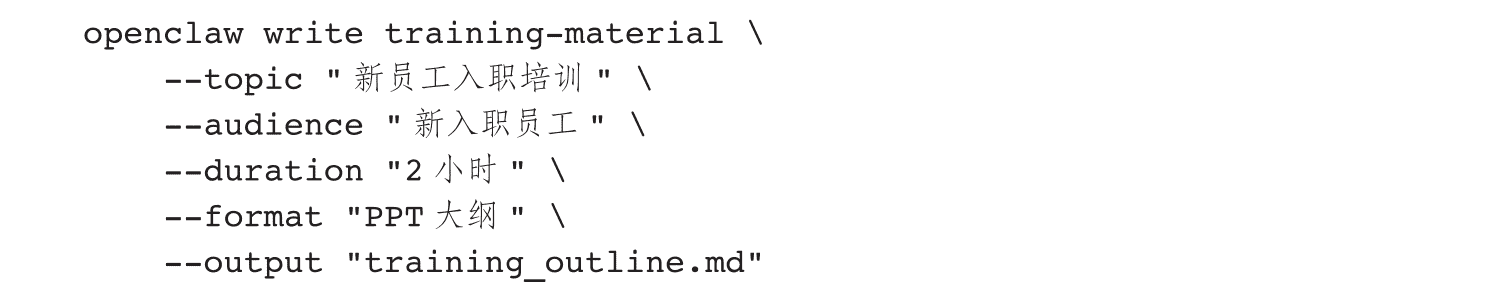 openclaw write training-material \
--topic "新员工入职培训" \
--audience "新入职员工" \
--duration "2小时" \
--format "PPT大纲" \
--output "training_outline.md"